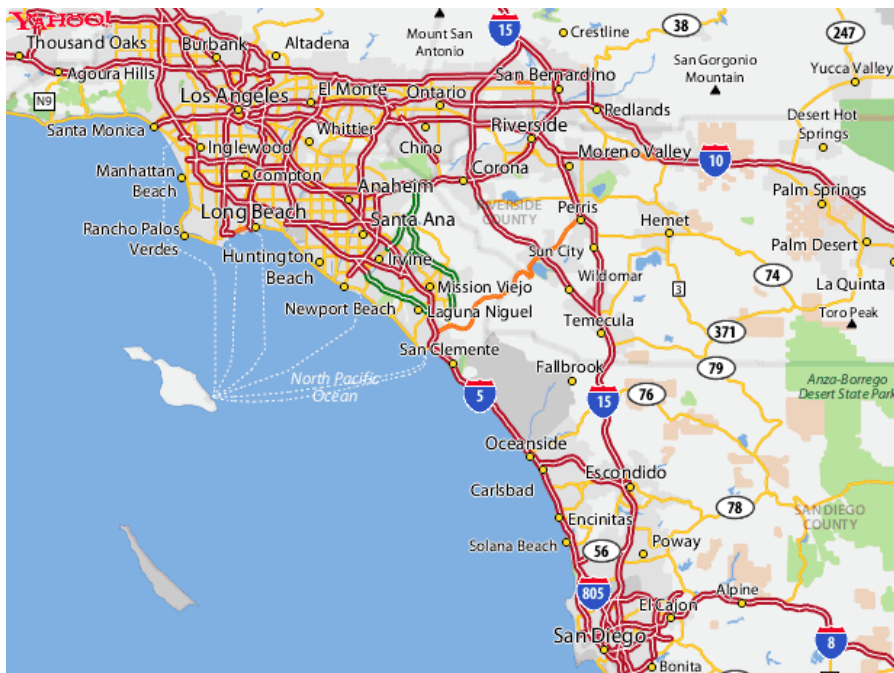 YAHOO!
Thousand Oaks
Burbank
Altadena
Mount San
Antonio
15
Crestline
38
247
Agoura Hills
N9
Los Angeles
El Monte
Ontario
San Bernardino
San Gorgonio
Mountain
Yucca Valley
Santa Monica
Whittier
Chino
Riverside
Redlands
Desert Hot
Springs
Inglewood
Compton
Corona
Moreno Valley
10
Manhattan
Beach
Anaheim
Palm Springs
Long Beach
Santa Ana
RIVERSIDE
COUNTY
Perris
Hemet
Rancho Palos
Verdes
Palm Desert
Huntington
Beach
Irvine
Sun City
Wildomar
3
74
La Quinta
Mission Viejo
Newport Beach
Laguna Niguel
Temecula
371
Toro Peak
San Clemente
Fallbrook
79
North Pacific
Ocean
5
15
76
Anza-Borrego
Desert State Park
Oceanside
Carlsbad
Escondido
Encinitas
78
SAN DIEGO
COUNTY
Solana Beach
56
Poway
805
El Cajon
Alpine
San Diego
8
Bonita